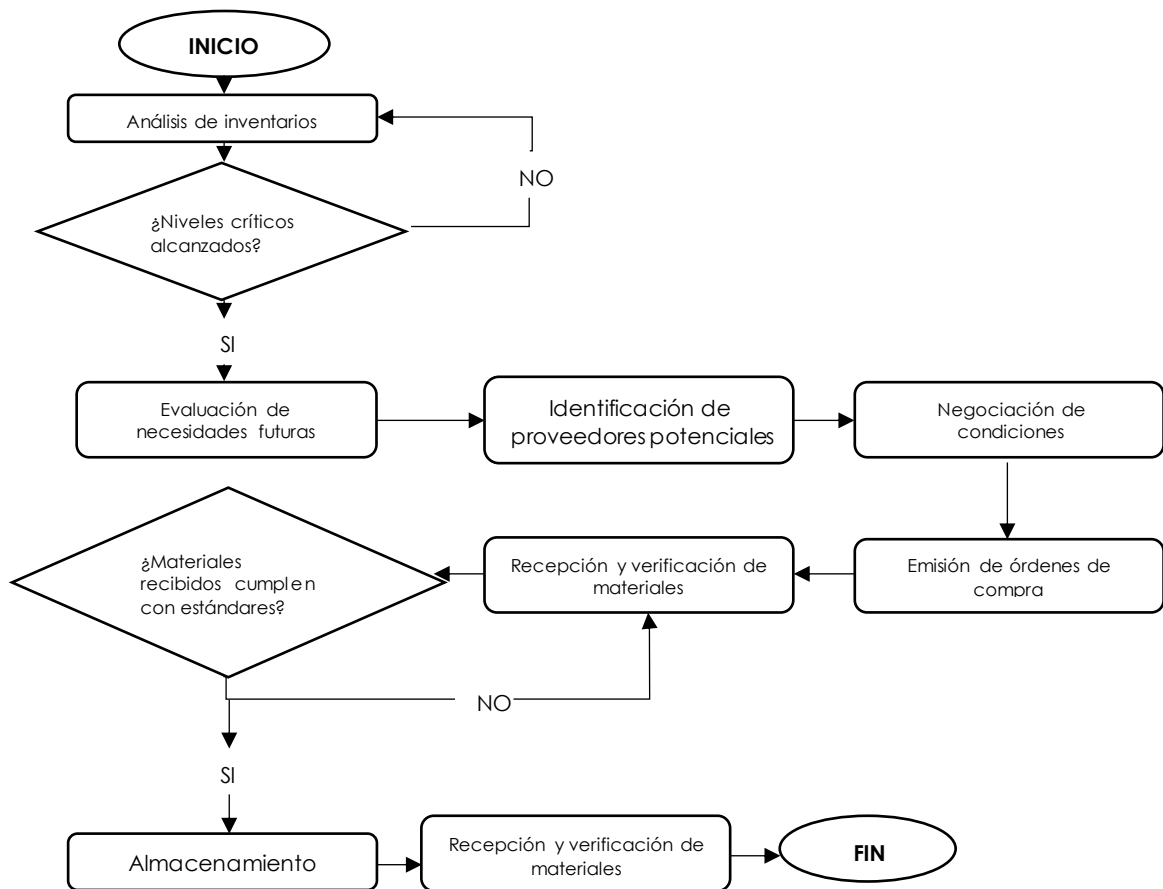 INICIO
Análisis de inventarios
NO
¿Niveles críticos
alcanzados?
SI
Evaluación de
necesidades futuras
Identificación de
proveedores potenciales
Negociación de
condiciones
¿Materiales
recibidos cumplen
con estándares?
Recepción y verificación de
materiales
Emisión de órdenes de
compra
NO
SI
Almacenamiento
Recepción y verificación de
materiales
FIN